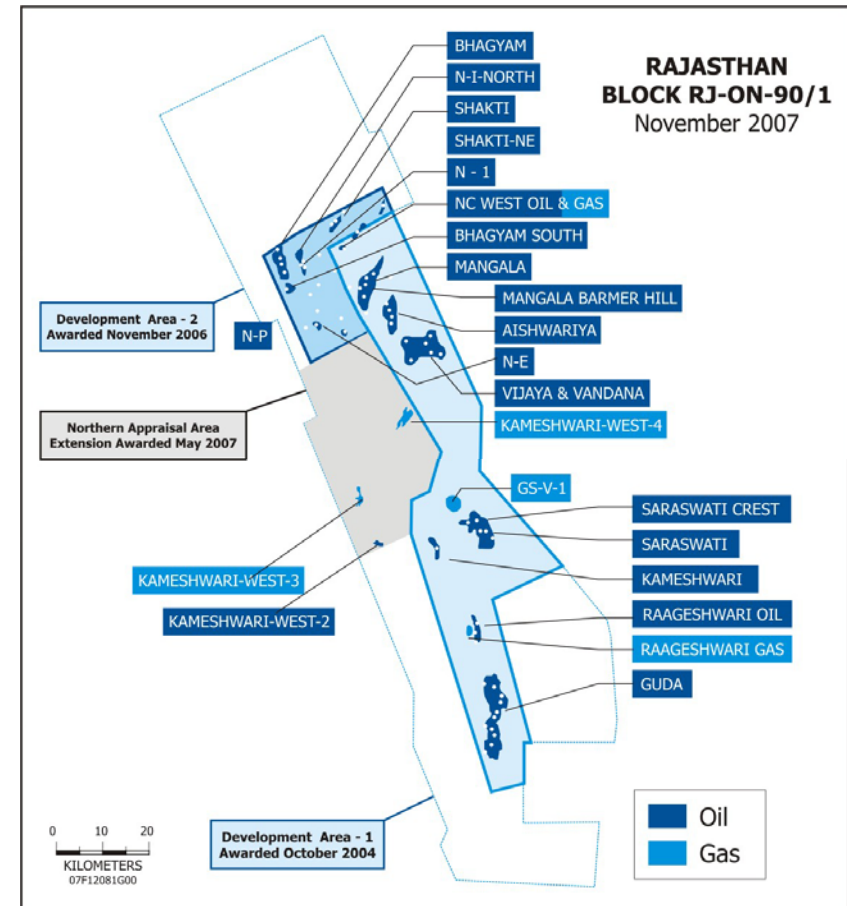 RAJASTHAN
BLOCK RJ-ON-90/1
November 2007
BHAGYAM
N-I-NORTH
SHAKTI
SHAKTI-NE
N - 1
NC WEST OIL & GAS
BHAGYAM SOUTH
MANGALA
MANGALA BARMER HILL
AISHWARIYA
N-E
VIJAYA & VANDANA
KAMESHWARI-WEST-4
Development Area - 2
Awarded November 2006
N-P
Northern Appraisal Area
Extension Awarded May 2007
GS-V-1
SARASWATI CREST
SARASWATI
KAMESHWARI
RAAGESHWARI OIL
RAAGESHWARI GAS
GUDA
KAMESHWARI-WEST-3
KAMESHWARI-WEST-2
Oil
Gas
Development Area - 1
Awarded October 2004
0 10 20
KILOMETERS
07F12081G00